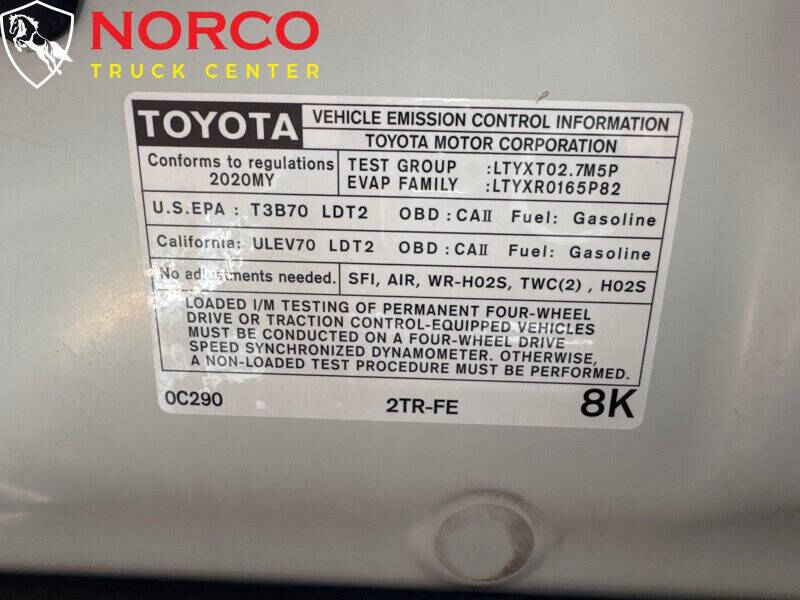 NORCO
TRUCK CENTER
TOYOTA
VEHICLE EMISSION CONTROL INFORMATION
TOYOTA MOTOR CORPORATION
Conforms to regulations
2020MY
TEST GROUP :LTYXT02.7M5P
EVAP FAMILY :LTYXR0165P82
U.S.EPA : T3B70 LDT2 OBD :CAII Fuel: Gasoline
California: ULEV70 LDT2 OBD :CAII Fuel: Gasoline
No adjustments needed. SFI, AIR, WR-HO2S, TWC(2) , HO2S
LOADED I/M TESTING OF PERMANENT FOUR-WHEEL
DRIVE OR TRACTION CONTROL-EQUIPPED VEHICLES
MUST BE CONDUCTED ON A FOUR-WHEEL DRIVE
SPEED SYNCHRONIZED DYNAMOMETER. OTHERWISE,
A NON-LOADED TEST PROCEDURE MUST BE PERFORMED.
0C290 2TR-FE 8K